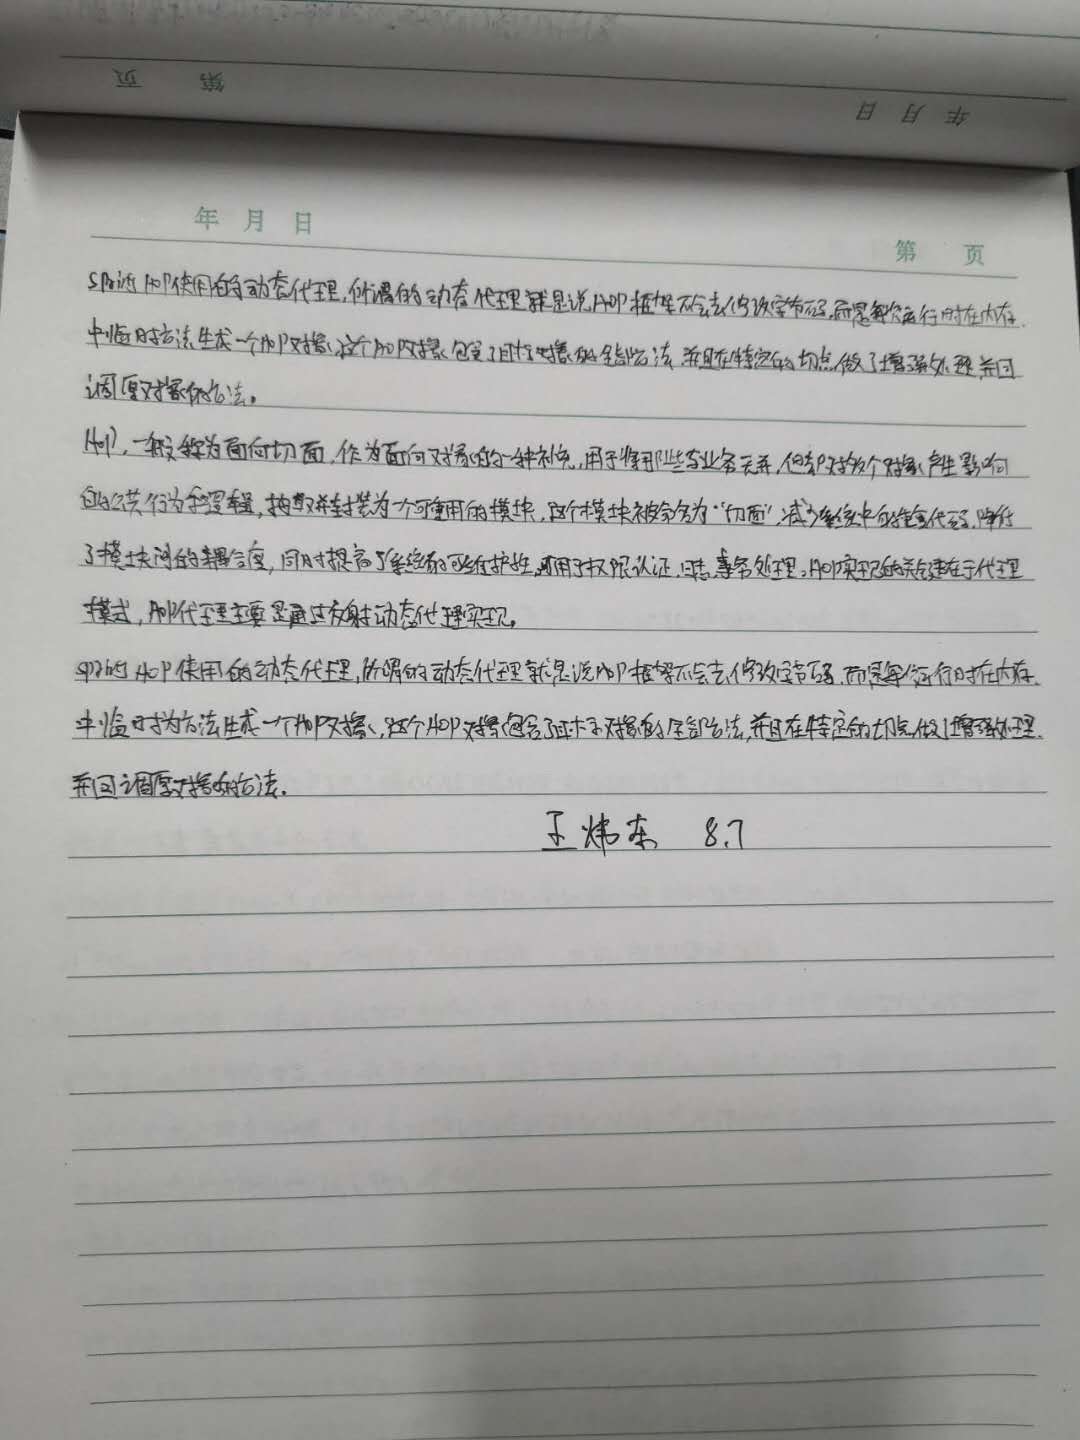 页 第
年 月 日
年 月 日
第 页
Spring AOP使用的动态代理,所谓的动态代理就是说AOP框架不会去修改字节码,而是每次运行时在内存
中临时方法生成一个AOP对象,这个AOP对象包含了目标对象的全部方法,并且在特定的切点做了增强处理,并回
调原对象的方法。
AOP,一般称为面向切面,作为面向对象的一种补充,用于将那些与业务无关,但却对多个对象产生影响
的公共行为和逻辑,抽取并封装为一个可重用的模块,这个模块被命名为“切面”,减少系统中的重复代码,降低
了模块间的耦合度,同时提高了系统的可维护性。可用于权限认证、日志、事务处理。AOP实现的关键在于代理
模式,AOP代理主要是通过反射动态代理实现。
Spring AOP使用的动态代理,所谓的动态代理就是说AOP框架不会去修改字节码,而是每次运行时在内存
中临时为方法生成一个AOP对象,这个AOP对象包含了目标对象的全部方法,并且在特定的切点做了增强处理,
并回调原对象的方法.
王炜东 8.7